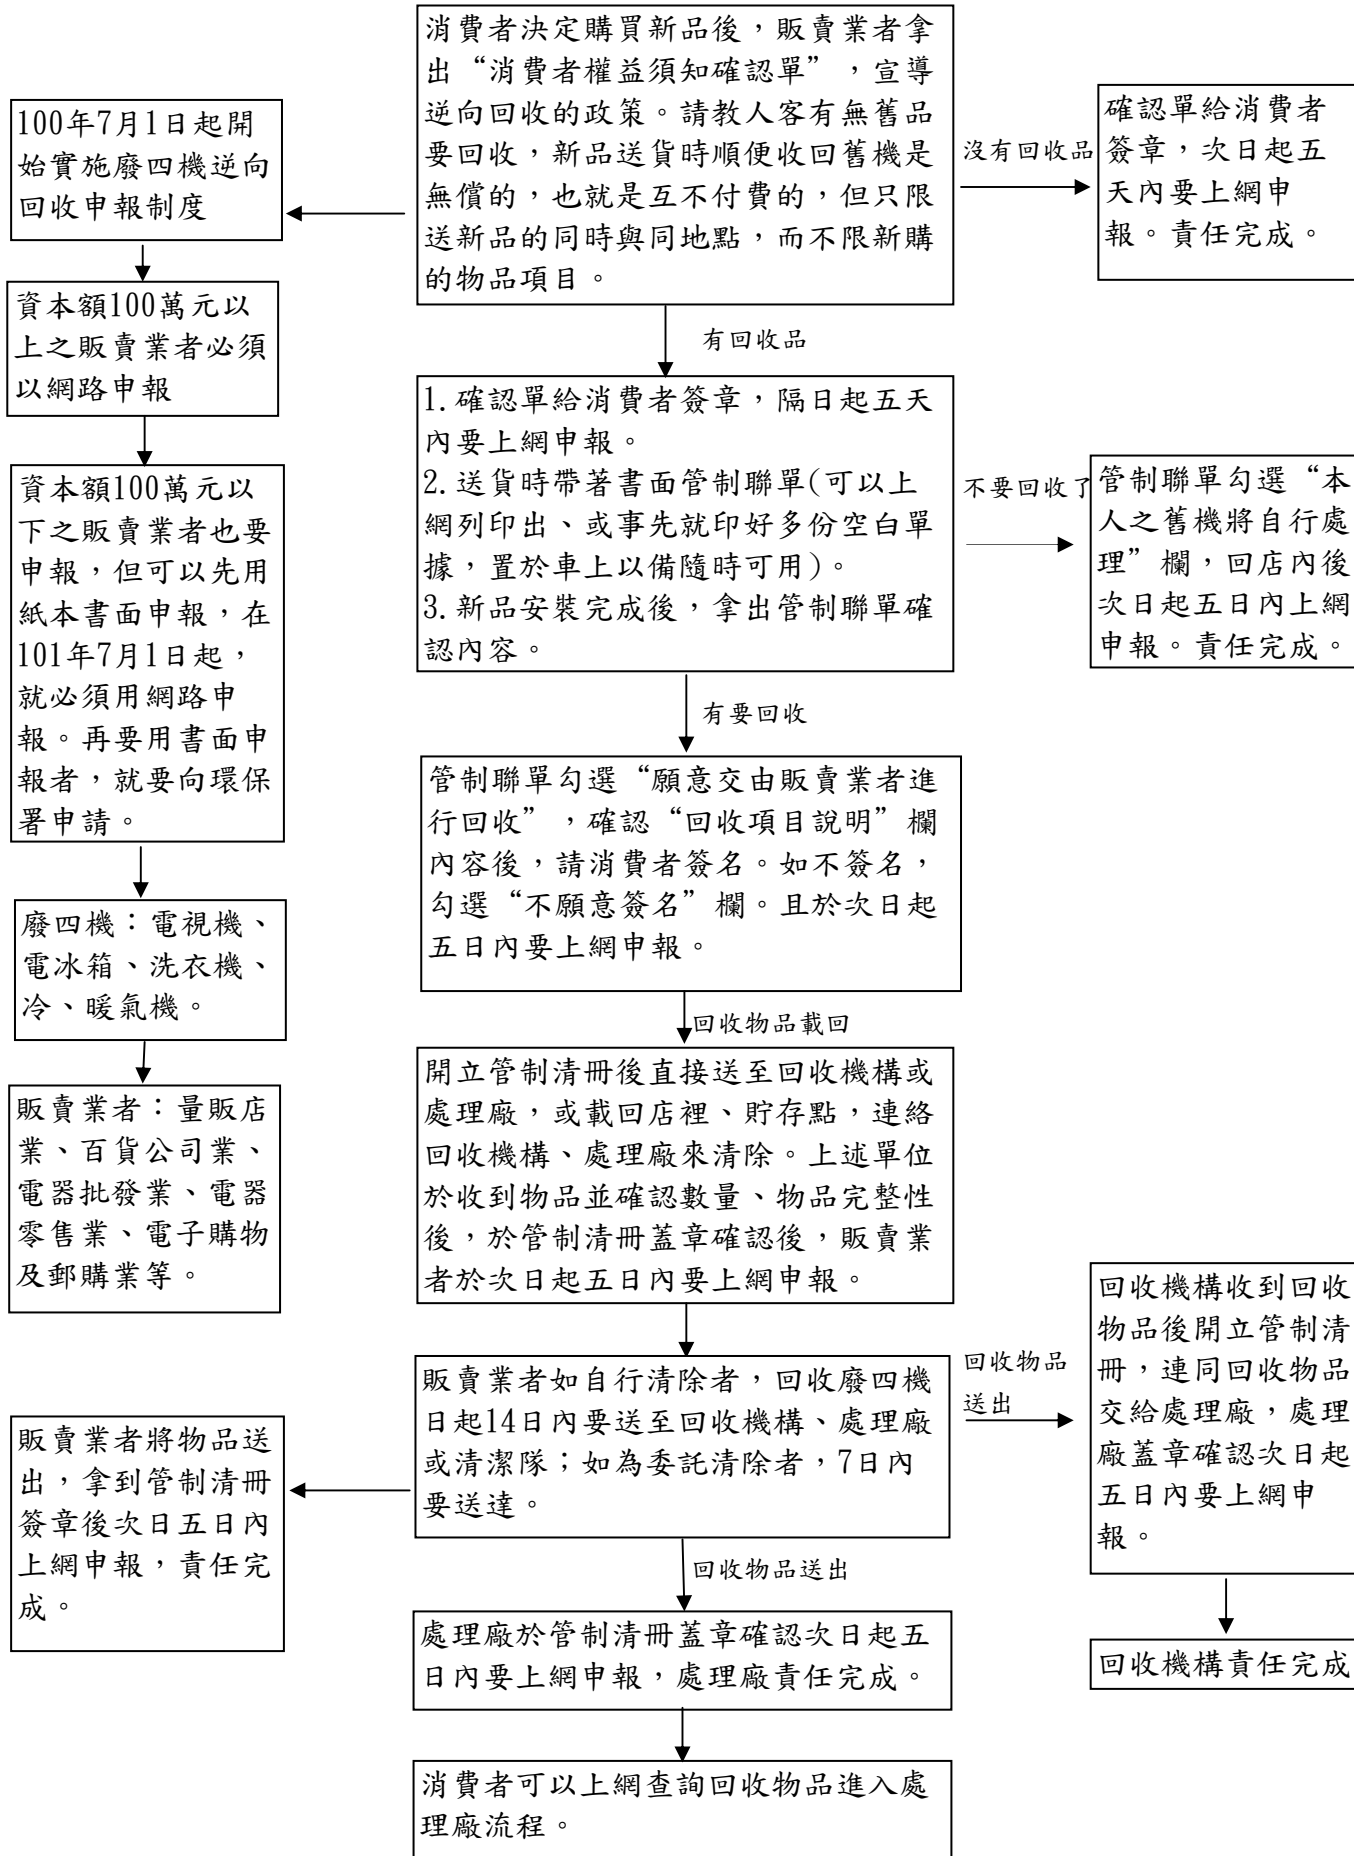 消費者決定購買新品後，販賣業者拿
出“消費者權益須知確認單”，宣導
逆向回收的政策。請教人客有無舊品
要回收，新品送貨時順便收回舊機是
無償的，也就是互不付費的，但只限
送新品的同時與同地點，而不限新購
的物品項目。
100年7月1日起開
始實施廢四機逆向
回收申報制度
資本額100萬元以
上之販賣業者必須
以網路申報
資本額100萬元以
下之販賣業者也要
申報，但可以先用
紙本書面申報，在
101年7月1日起，
就必須用網路申
報。再要用書面申
報者，就要向環保
署申請。
廢四機：電視機、
電冰箱、洗衣機、
冷、暖氣機。
販賣業者：量販店
業、百貨公司業、
電器批發業、電器
零售業、電子購物
及郵購業等。
沒有回收品
確認單給消費者
簽章，次日起五
天內要上網申
報。責任完成。
有回收品
1.確認單給消費者簽章，隔日起五天
內要上網申報。
2.送貨時帶著書面管制聯單(可以上
網列印出、或事先就印好多份空白單
據，置於車上以備隨時可用)。
3.新品安裝完成後，拿出管制聯單確
認內容。
不要回收了
管制聯單勾選“本
人之舊機將自行處
理”欄，回店內後
次日起五日內上網
申報。責任完成。
有要回收
管制聯單勾選“願意交由販賣業者進
行回收”，確認“回收項目說明”欄
內容後，請消費者簽名。如不簽名，
勾選“不願意簽名”欄。且於次日起
五日內要上網申報。
回收物品載回
開立管制清冊後直接送至回收機構或
處理廠，或載回店裡、貯存點，連絡
回收機構、處理廠來清除。上述單位
於收到物品並確認數量、物品完整性
後，於管制清冊蓋章確認後，販賣業
者於次日起五日內要上網申報。
販賣業者如自行清除者，回收廢四機
日起14日內要送至回收機構、處理廠
或清潔隊；如為委託清除者，7日內
要送達。
回收物品
送出
回收機構收到回收
物品後開立管制清
冊，連同回收物品
交給處理廠，處理
廠蓋章確認次日起
五日內要上網申
報。
回收機構責任完成
販賣業者將物品送
出，拿到管制清冊
簽章後次日五日內
上網申報，責任完
成。
回收物品送出
處理廠於管制清冊蓋章確認次日起五
日內要上網申報，處理廠責任完成。
消費者可以上網查詢回收物品進入處
理廠流程。